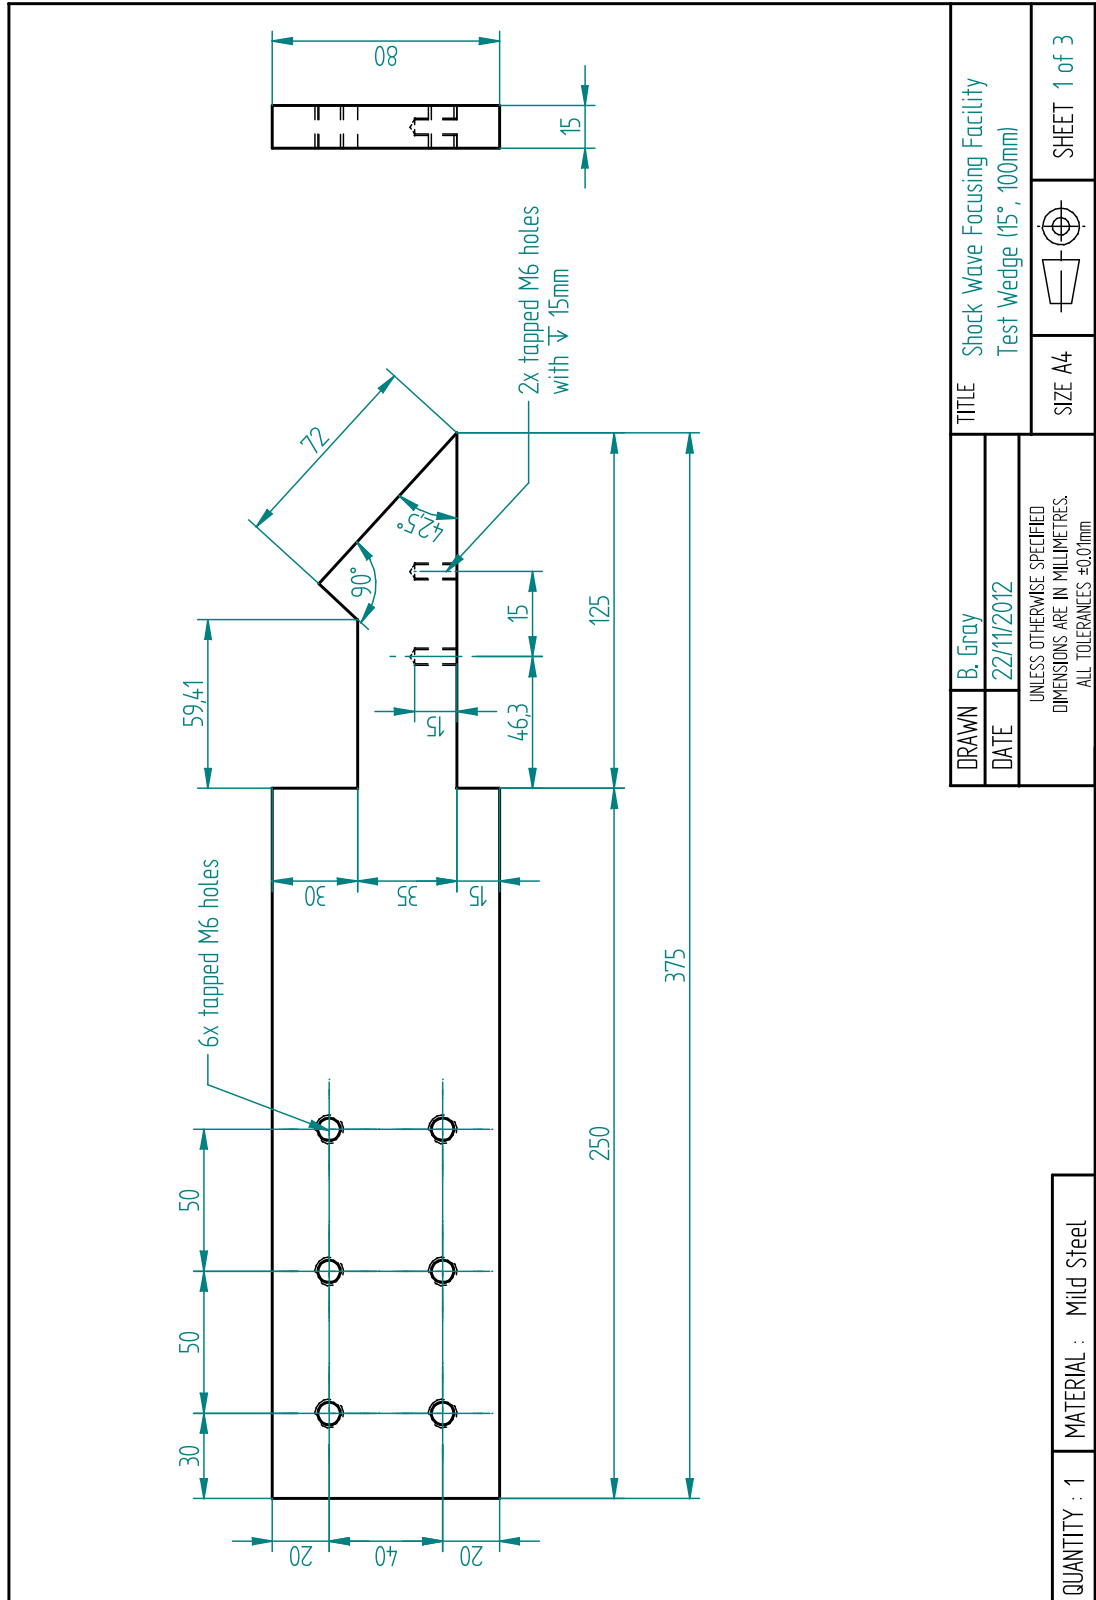 80
15
2x tapped M6 holes
with ↧ 15mm
72
90°
42,5°
59,41
15
15
46,3
125
30
35
15
375
6x tapped M6 holes
50
50
30
250
20
40
20
DRAWN B. Gray
DATE 22/11/2012
UNLESS OTHERWISE SPECIFIED
DIMENSIONS ARE IN MILLIMETRES.
ALL TOLERANCES ±0.01mm
TITLE Shock Wave Focusing Facility
Test Wedge (15°, 100mm)
SIZE A4
SHEET 1 of 3
QUANTITY : 1
MATERIAL : Mild Steel